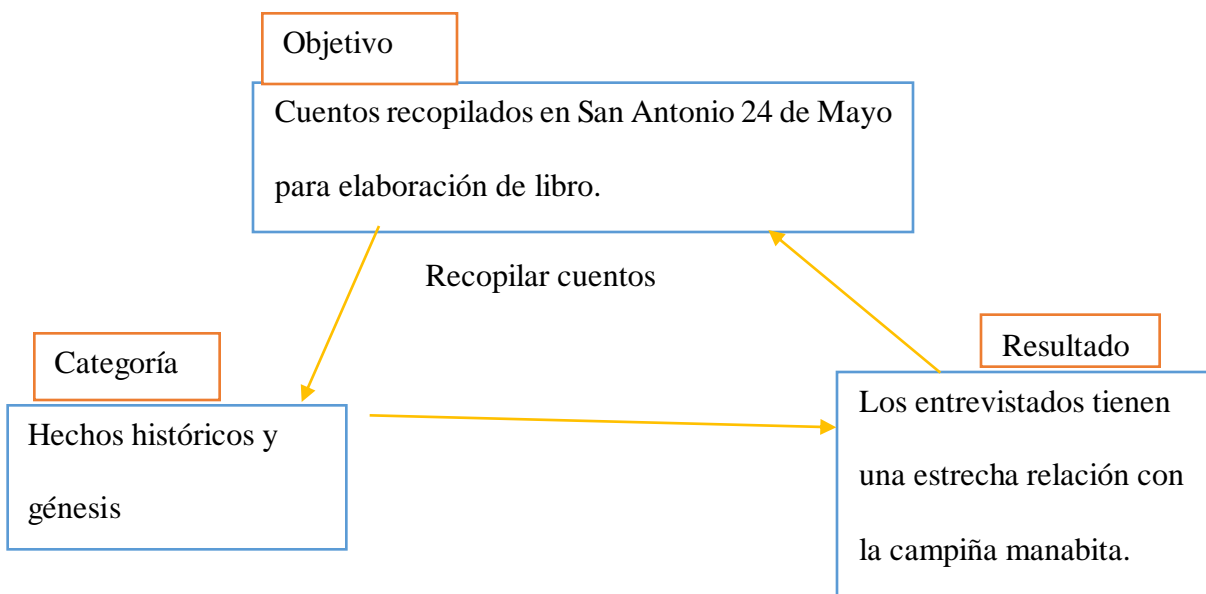 Objetivo
Cuentos recopilados en San Antonio 24 de Mayo
para elaboración de libro.
Recopilar cuentos
Categoría
Hechos históricos y
génesis
Resultado
Los entrevistados tienen
una estrecha relación con
la campiña manabita.